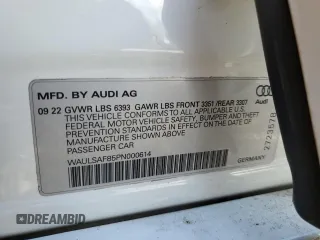 MFD. BY AUDI AG
09 22 GVWR LBS 6393 GAWR LBS FRONT 3351 /REAR 3307
THIS VEHICLE CONFORMS TO ALL APPLICABLE U.S. FEDERAL
MOTOR VEHICLE SAFETY, BUMPER AND THEFT
PREVENTION STANDARDS IN EFFECT ON THE DATE OF
MANUFACTURE SHOWN ABOVE.
PASSENGER CAR
WAULSAFB5PN000614
GERMANY
Audi
272357B
DREAMBID